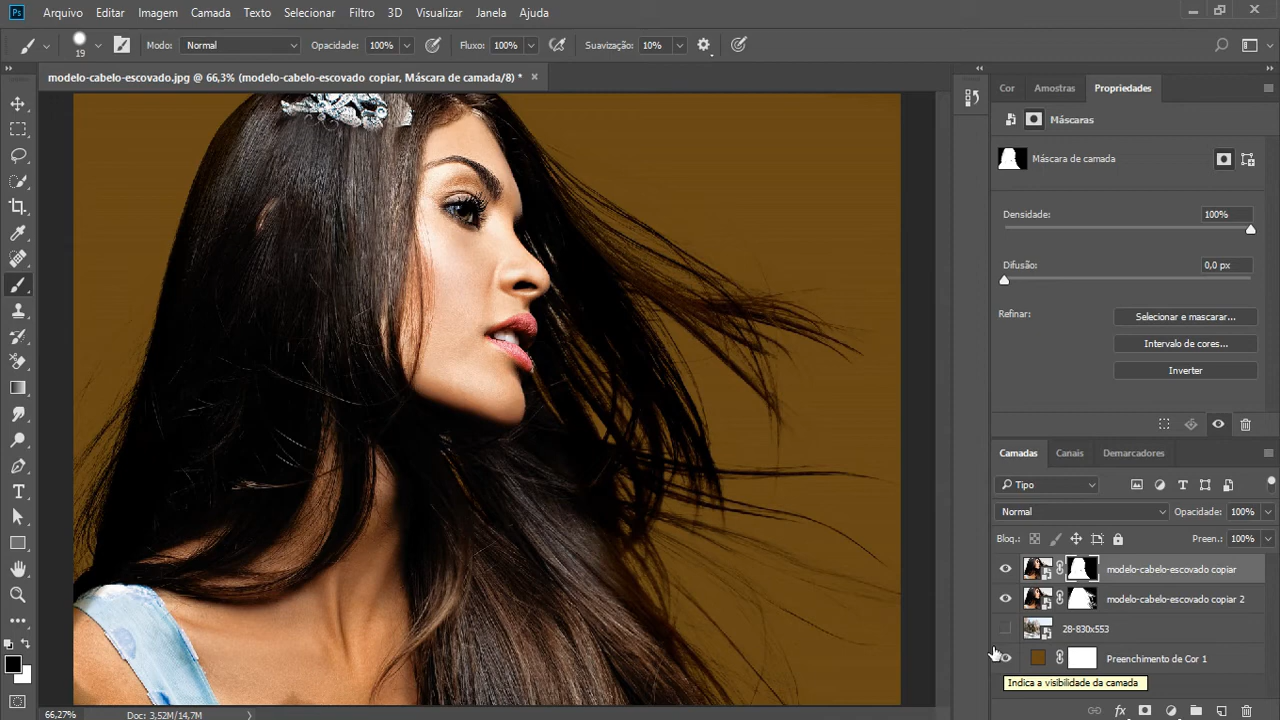 Ps Arquivo Editar Imagem Camada Texto Selecionar Filtro 3D Visualizar Janela Ajuda
19 Modo: Normal Opacidade: 100% Fluxo: 100% Suavização: 10%
modelo-cabelo-escovado.jpg @ 66,3% (modelo-cabelo-escovado copiar, Máscara de camada/8) * ×
Cor Amostras Propriedades
Máscaras
Máscara de camada
Densidade: 100%
Difusão: 0,0 px
Refinar: Selecionar e mascarar...
Intervalo de cores...
Inverter
Camadas Canais Demarcadores
Tipo
Normal Opacidade: 100%
Bloq.: Preen.: 100%
modelo-cabelo-escovado copiar
modelo-cabelo-escovado copiar 2
28-830x553
Preenchimento de Cor 1
Indica a visibilidade da camada
66,27% Doc: 3,52M/14,7M
fx